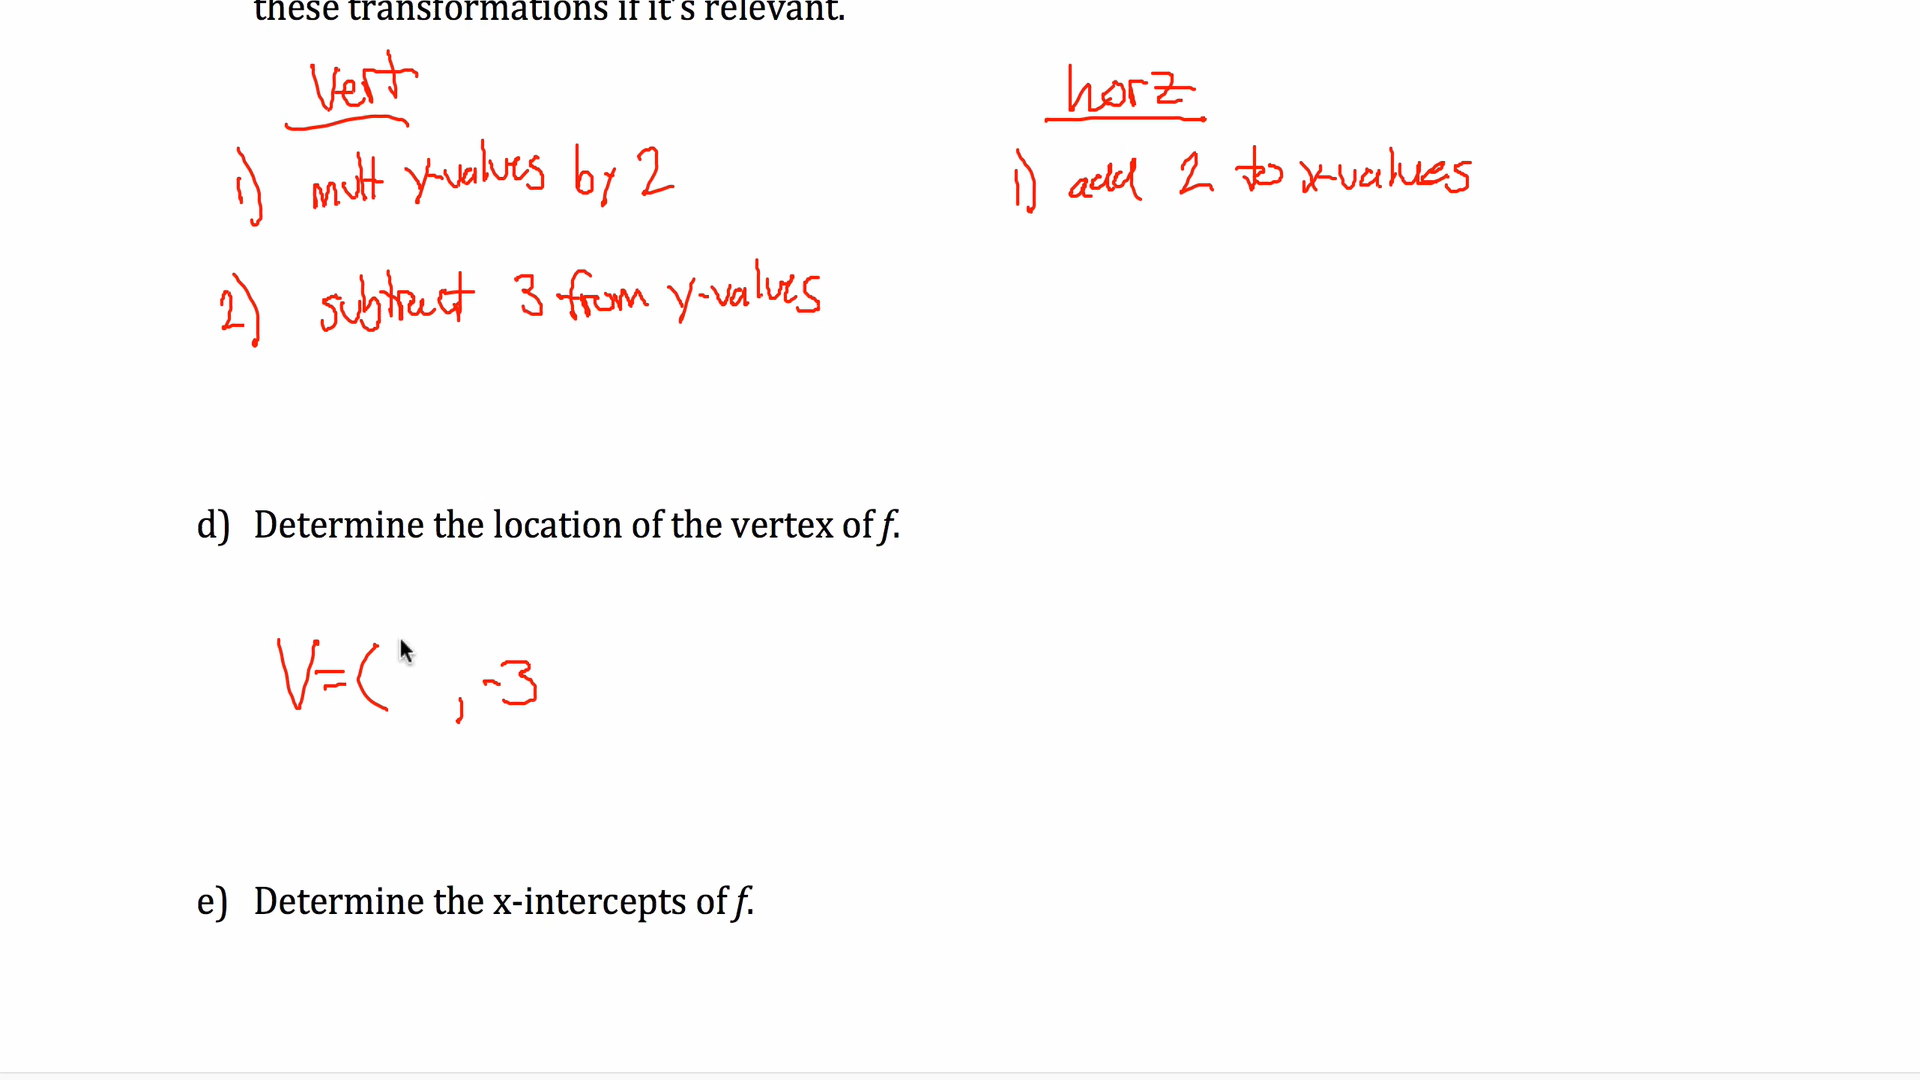 these transformations if it's relevant.
Vert
horz
1) mult y-values by 2
1) add 2 to x-values
2) subtract 3 from y-values
d) Determine the location of the vertex of f.
V=( , -3
e) Determine the x-intercepts of f.